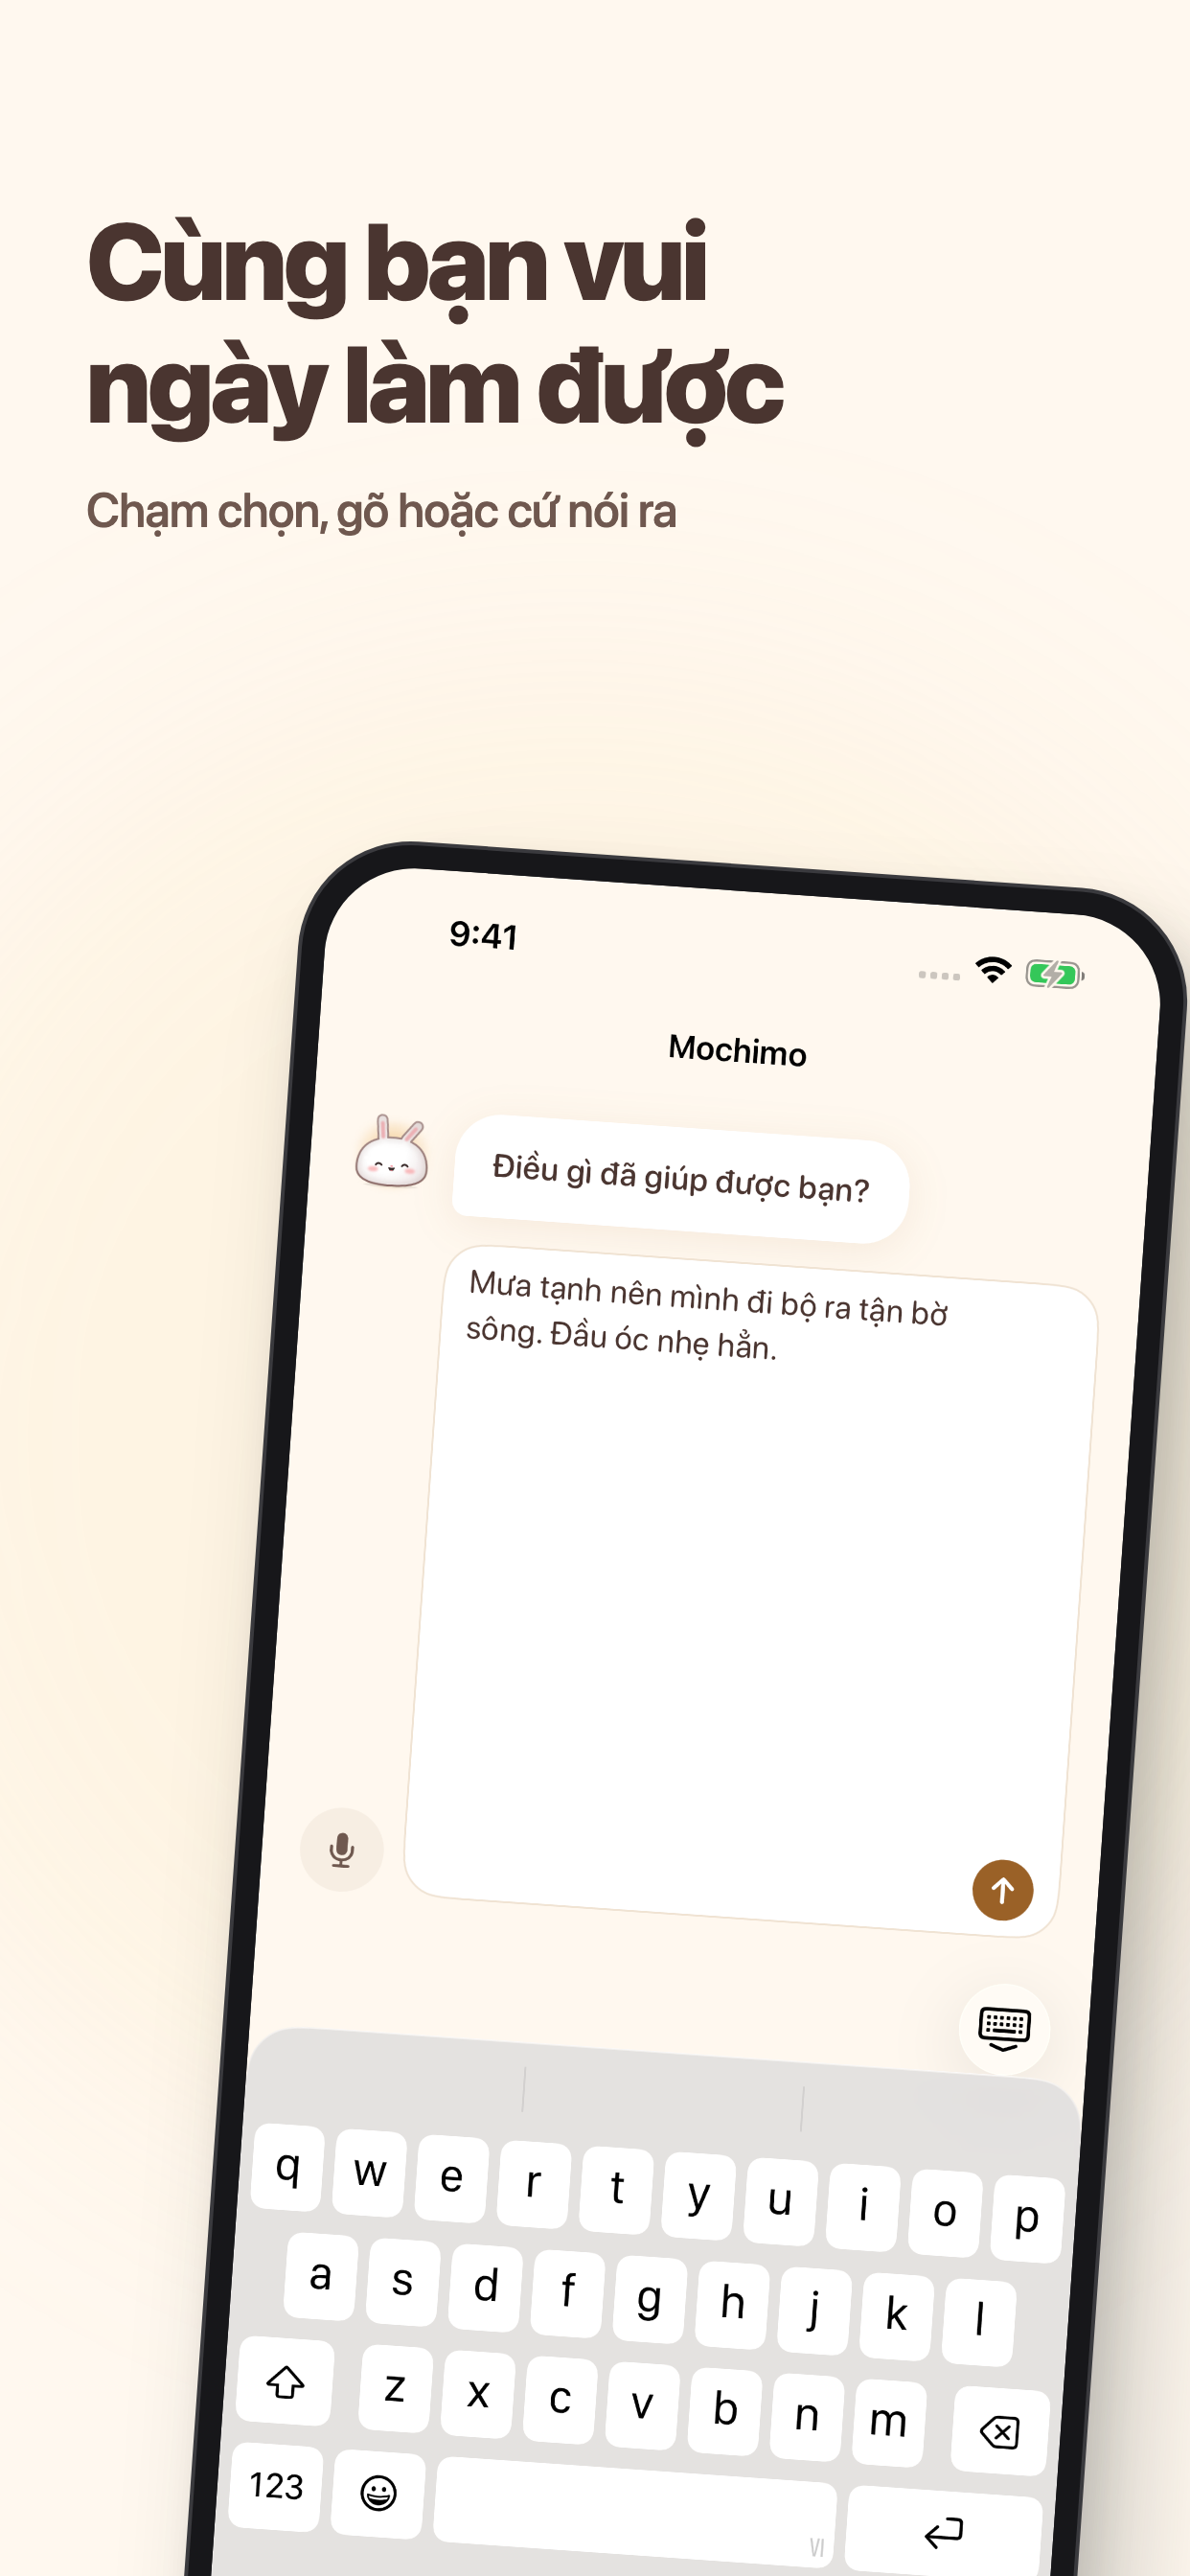 Cùng bạn vui
ngày làm được
Chạm chọn, gõ hoặc cứ nói ra
9:41
Mochimo
Điều gì đã giúp được bạn?
Mưa tạnh nên mình đi bộ ra tận bờ
sông. Đầu óc nhẹ hẳn.
q w e r t y u i o p
a s d f g h j k l
z x c v b n m
123
VI